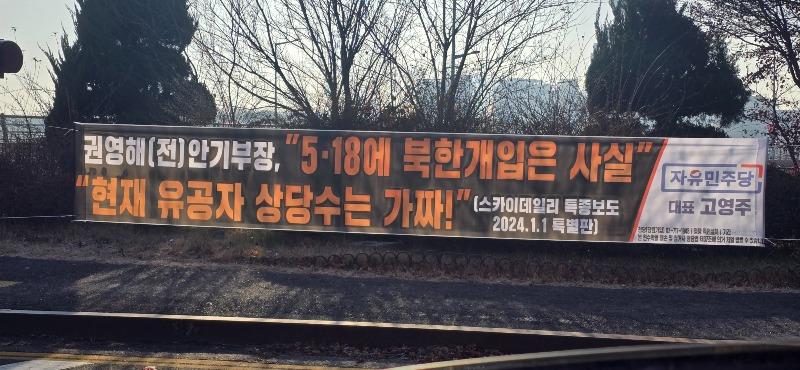 권영해(전)안기부장, "5·18에 북한개입은 사실"
"현재 유공자 상당수는 가짜!" (스카이데일리 특종보도
2024.1.1 특별판)
자유민주당
대표 고영주